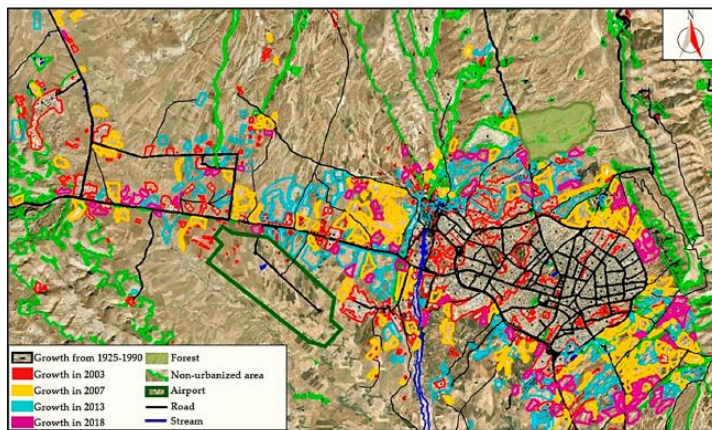 N
Growth from 1925-1990
Growth in 2003
Growth in 2007
Growth in 2013
Growth in 2018
Forest
Non-urbanized area
Airport
Road
Stream